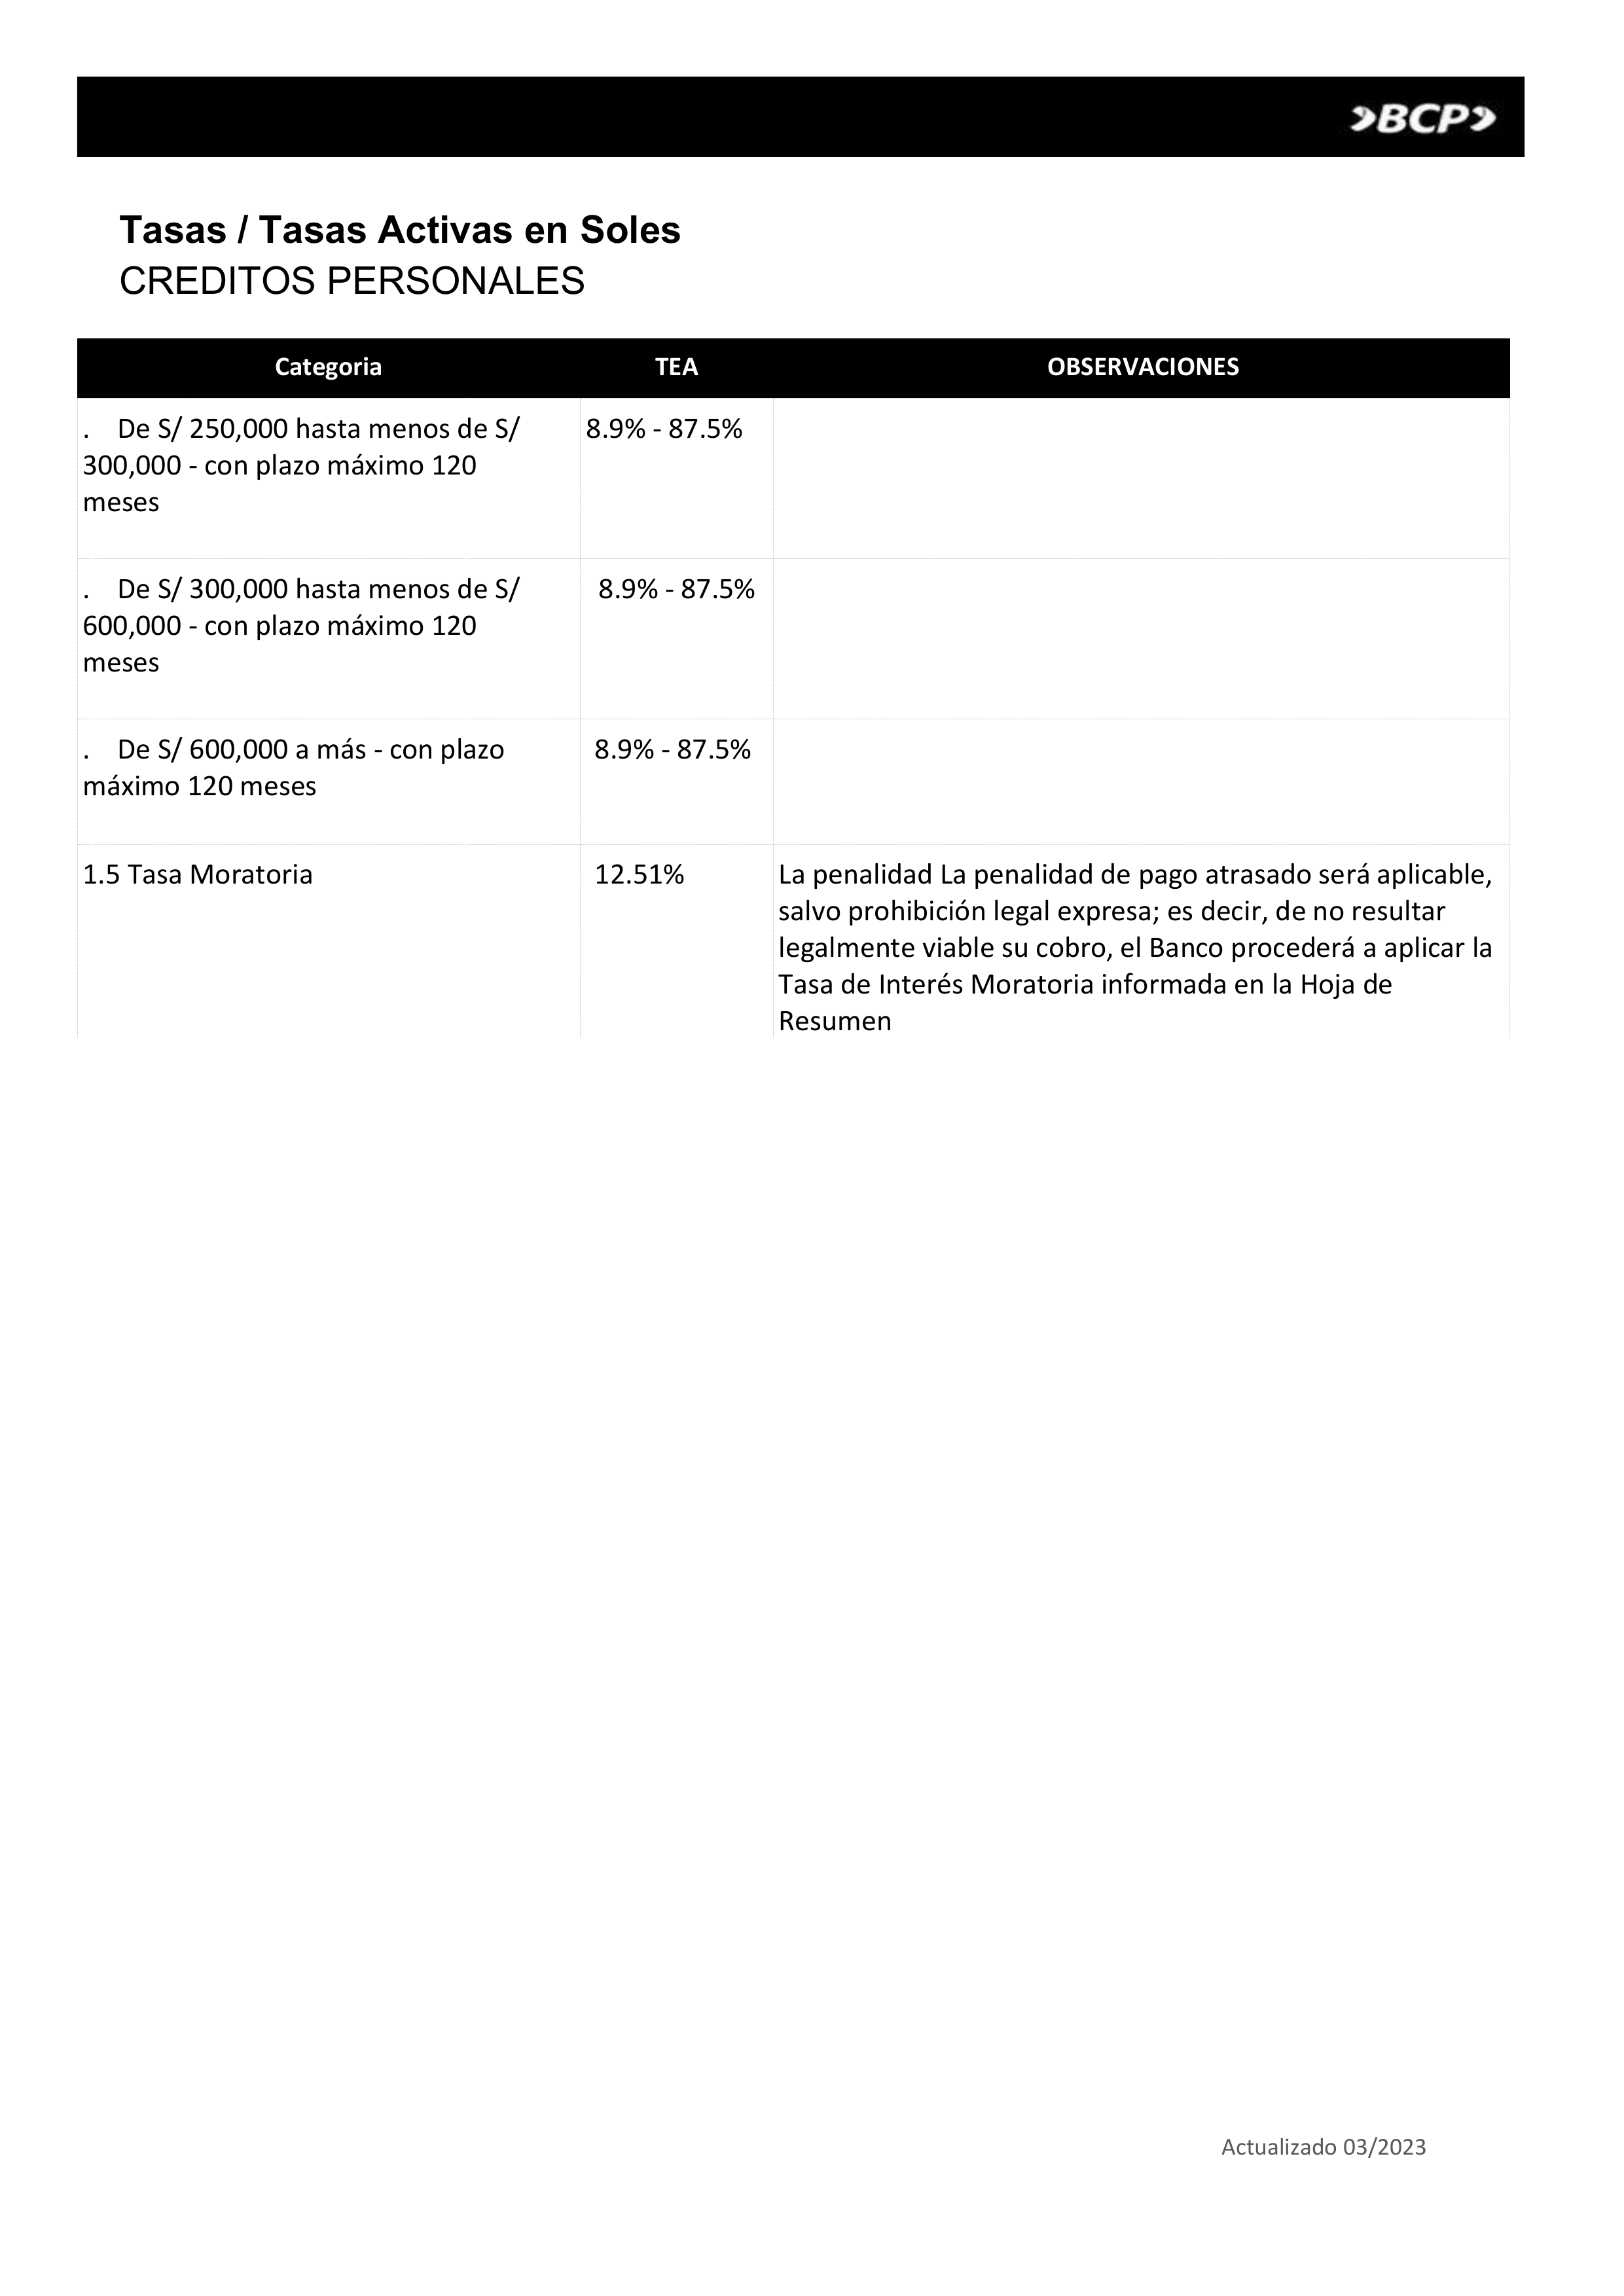 BCP
Tasas / Tasas Activas en Soles
CREDITOS PERSONALES
Categoria TEA OBSERVACIONES
. De S/ 250,000 hasta menos de S/ 8.9% - 87.5%
300,000 - con plazo máximo 120
meses
. De S/ 300,000 hasta menos de S/ 8.9% - 87.5%
600,000 - con plazo máximo 120
meses
. De S/ 600,000 a más - con plazo 8.9% - 87.5%
máximo 120 meses
1.5 Tasa Moratoria 12.51% La penalidad La penalidad de pago atrasado será aplicable,
salvo prohibición legal expresa; es decir, de no resultar
legalmente viable su cobro, el Banco procederá a aplicar la
Tasa de Interés Moratoria informada en la Hoja de
Resumen
Actualizado 03/2023